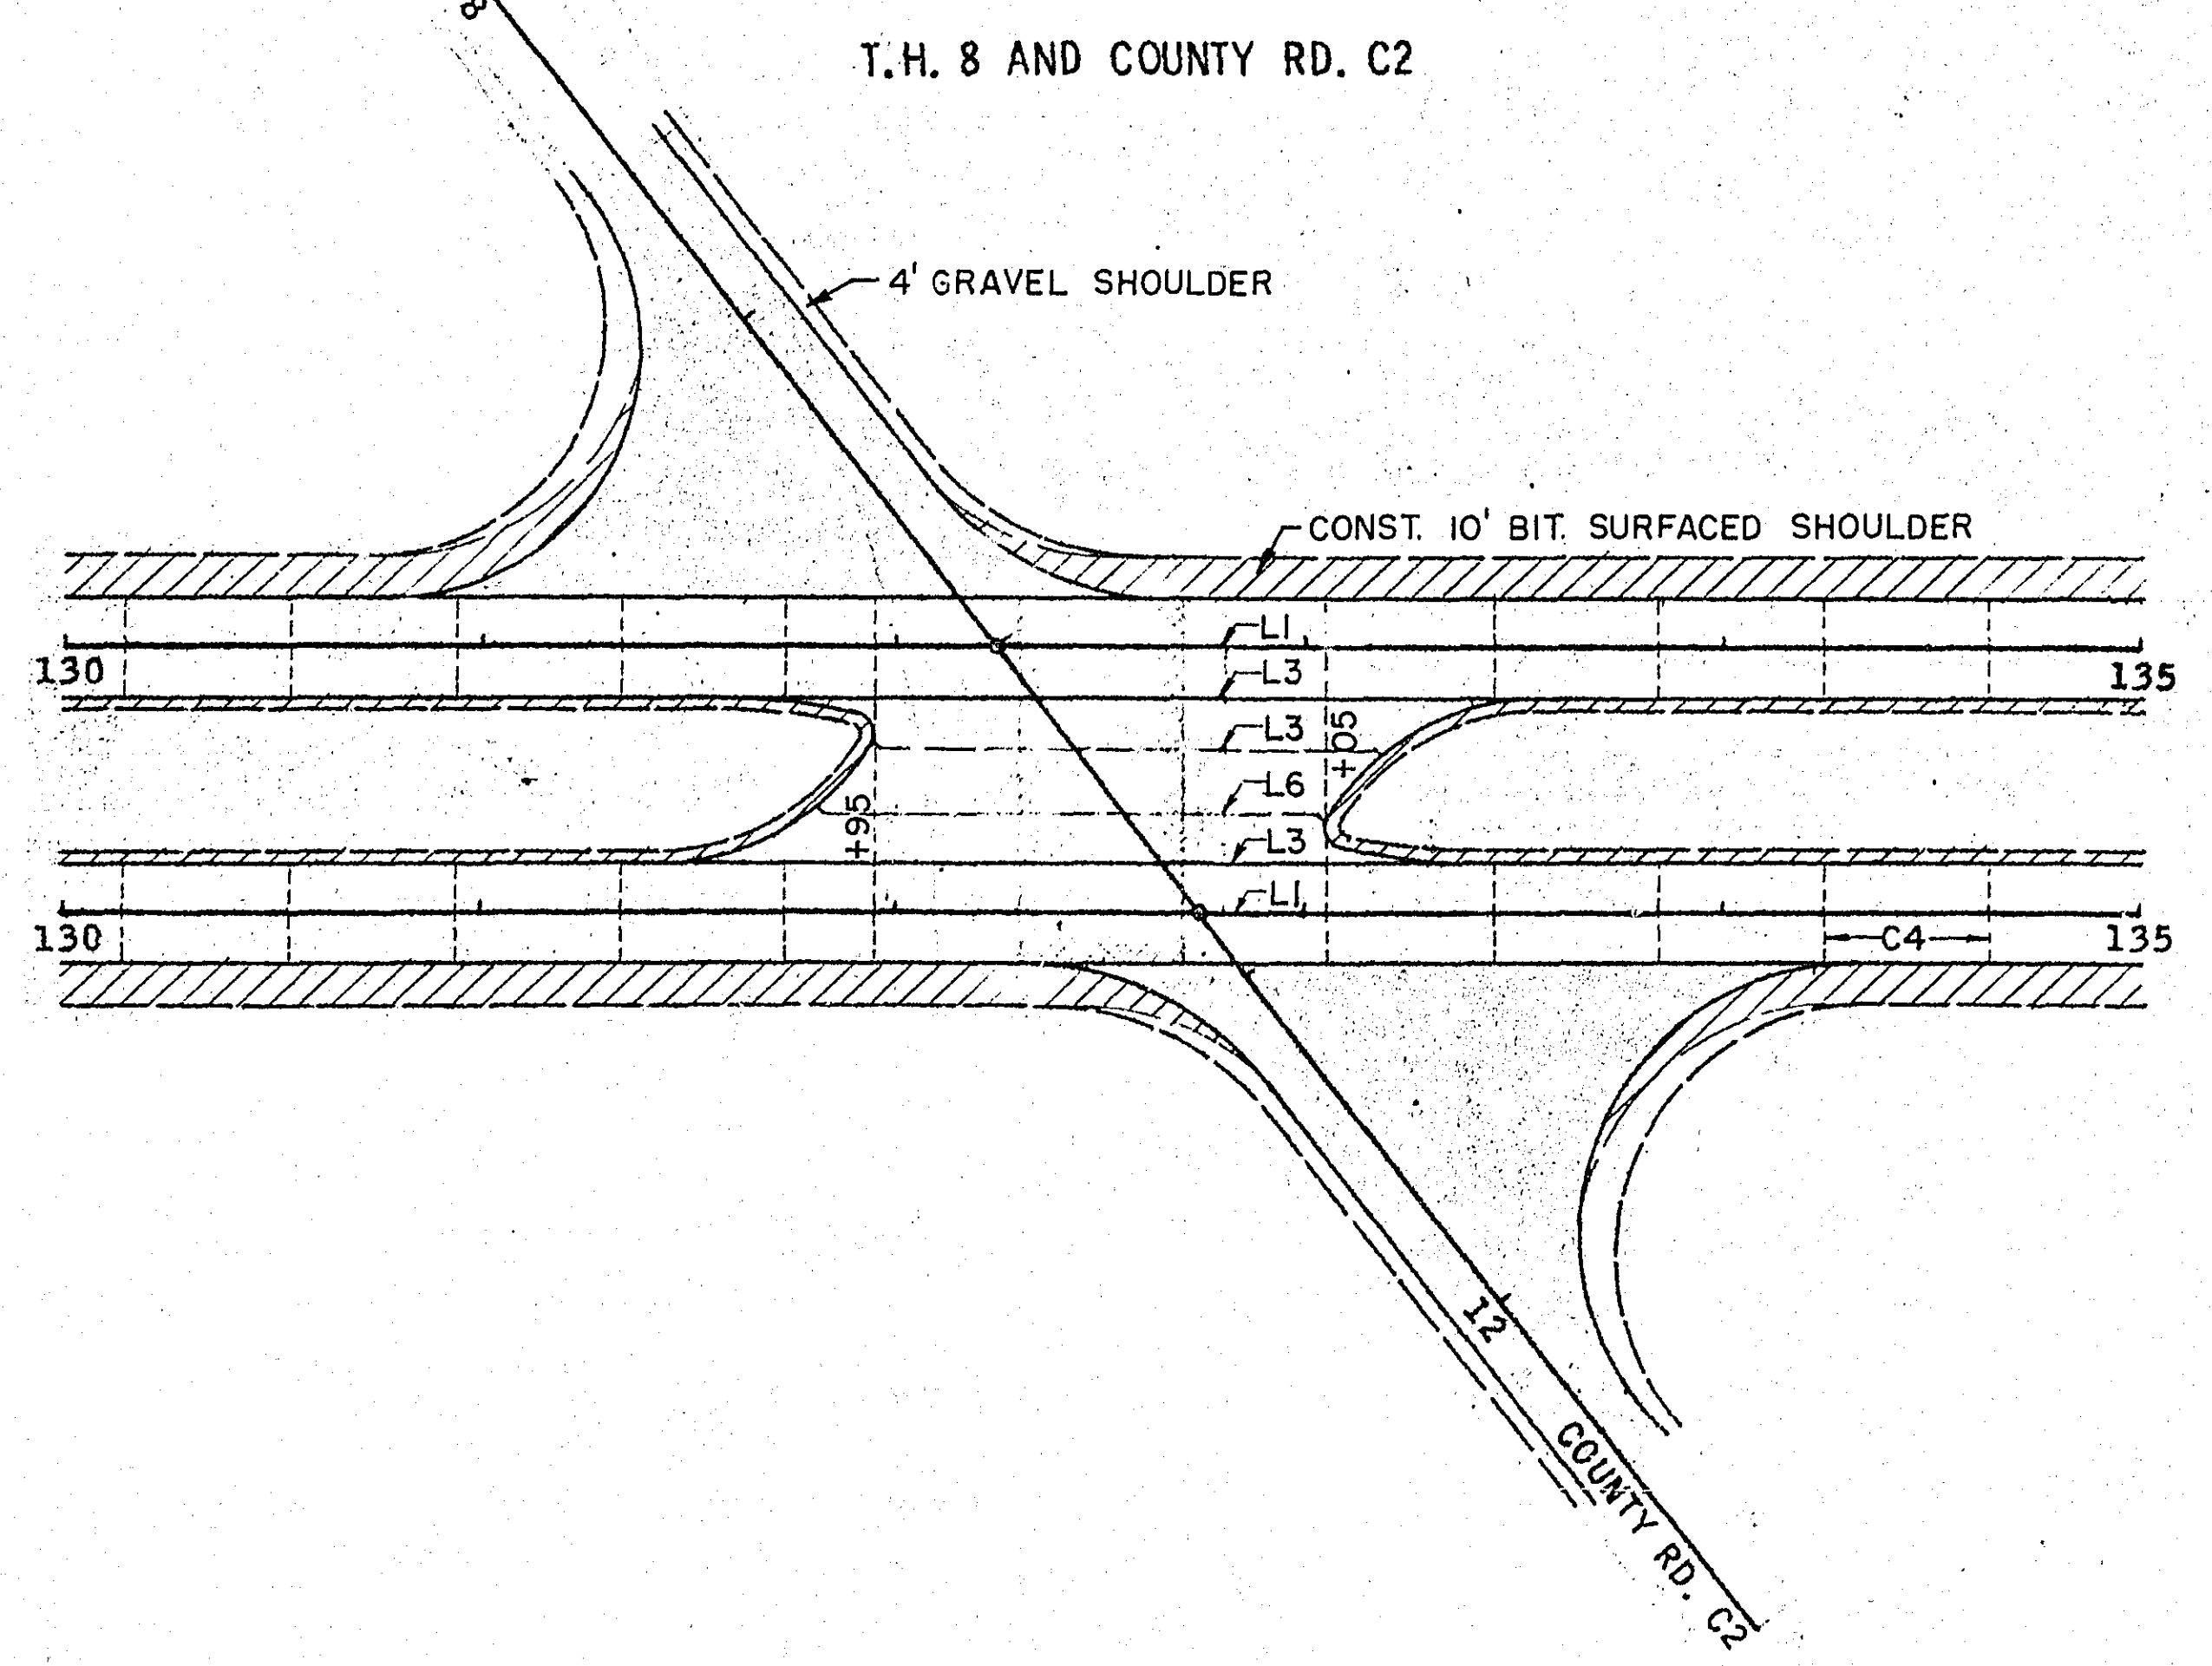 8
T.H. 8 AND COUNTY RD. C2
4' GRAVEL SHOULDER
CONST. 10' BIT. SURFACED SHOULDER
L1
130
135
L3
L3
+05
L6
+95
L3
L1
130
135
C4
12
COUNTY RD. C2